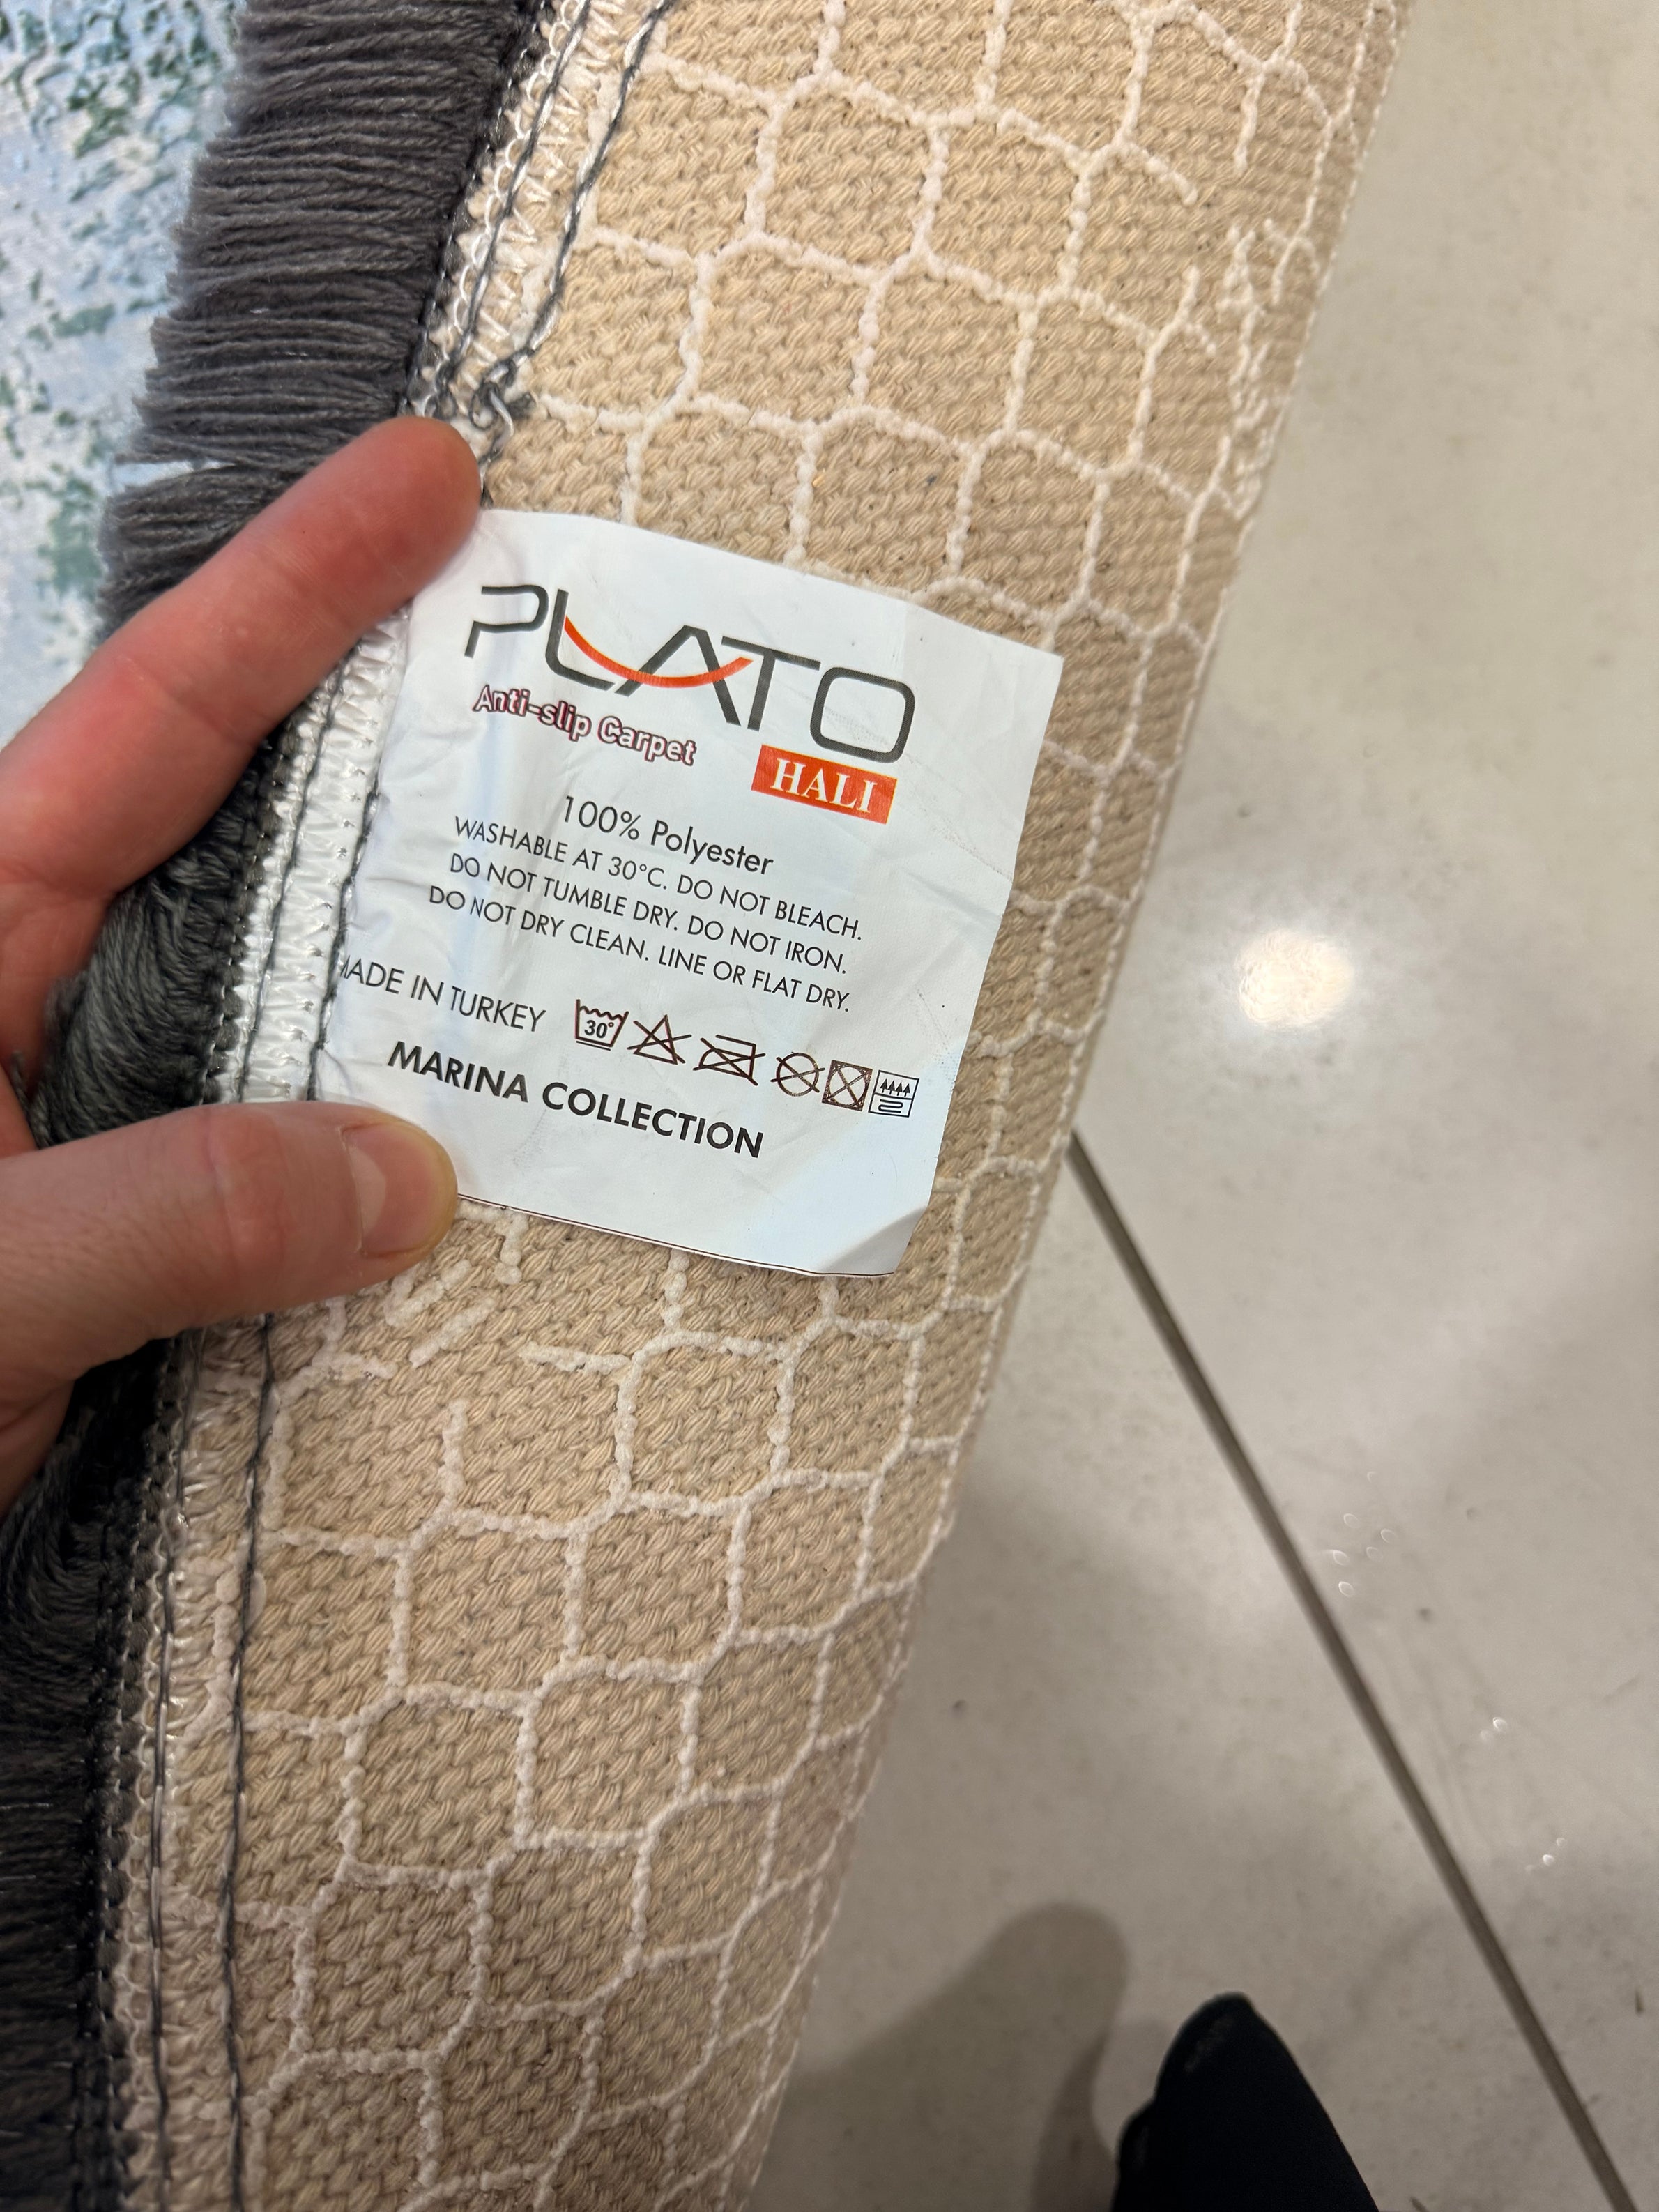 PLATO
Anti-slip Carpet
HALI
100% Polyester
WASHABLE AT 30°C. DO NOT BLEACH.
DO NOT TUMBLE DRY. DO NOT IRON.
DO NOT DRY CLEAN. LINE OR FLAT DRY.
MADE IN TURKEY
30°
MARINA COLLECTION